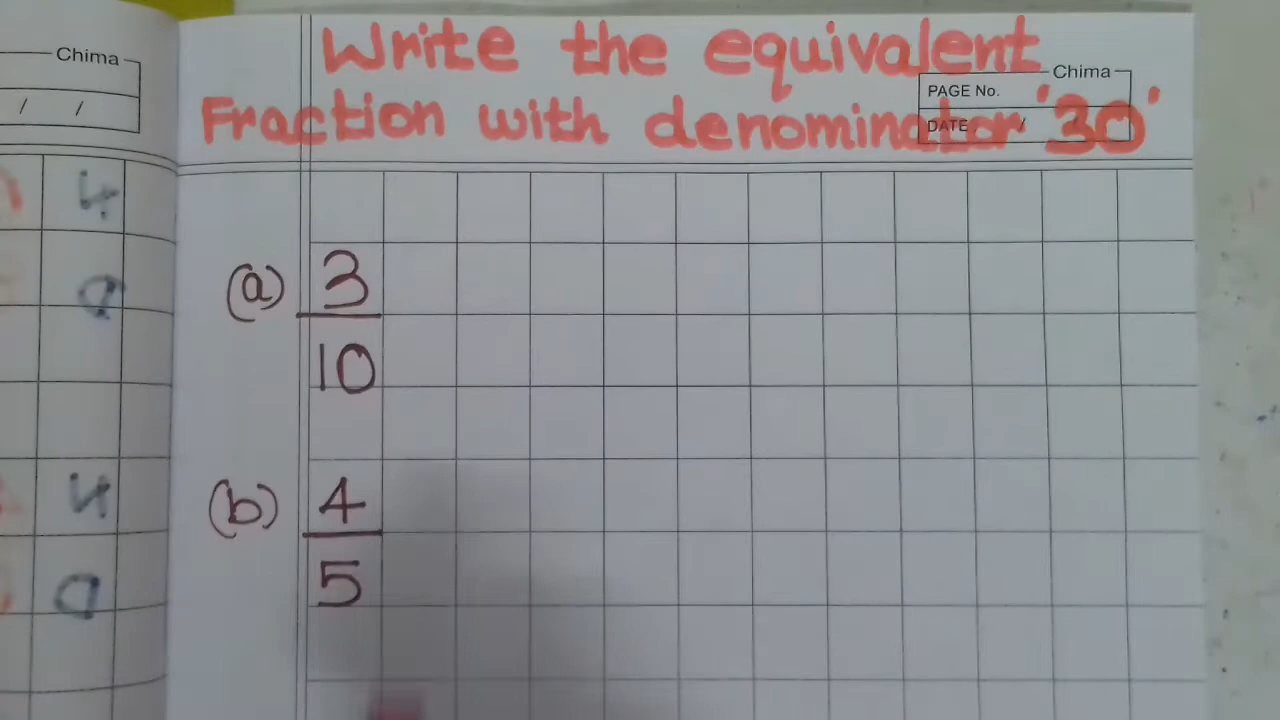 Chima
/ /
Write the equivalent
Chima
PAGE No.
Fraction with denominator '30'
DATE / 
(a) 3
10
(b) 4
5